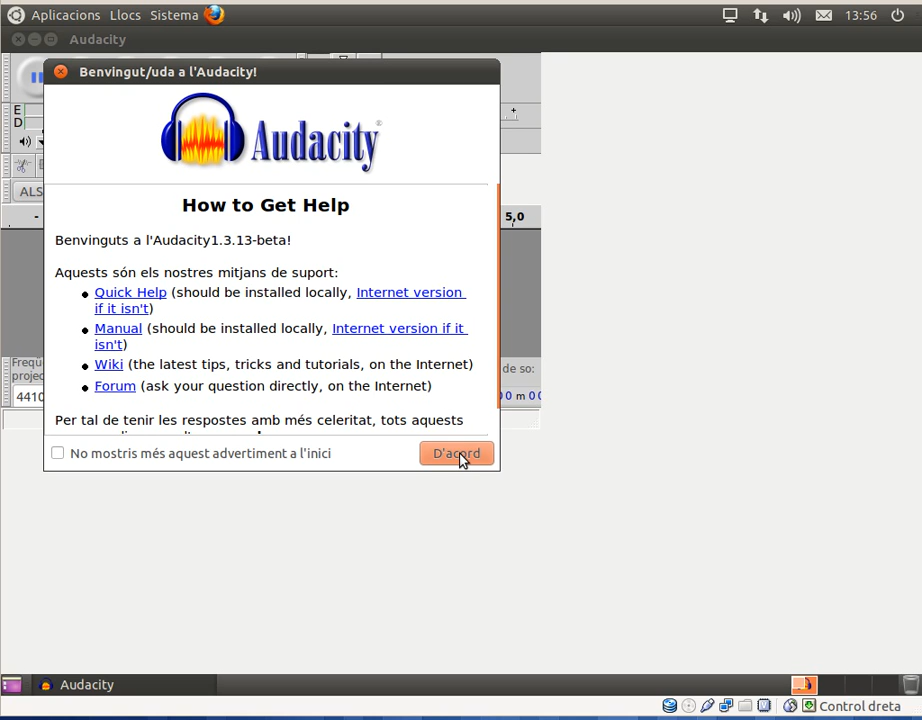 Aplicacions Llocs Sistema
13:56
Audacity
Benvingut/uda a l'Audacity!
E
D
Audacity®
ALS
-
5,0
How to Get Help
Benvinguts a l'Audacity1.3.13-beta!
Aquests són els nostres mitjans de suport:
Quick Help (should be installed locally, Internet version
if it isn't)
Manual (should be installed locally, Internet version if it
isn't)
Wiki (the latest tips, tricks and tutorials, on the Internet)
Forum (ask your question directly, on the Internet)
Per tal de tenir les respostes amb més celeritat, tots aquests
de so:
4410
No mostris més aquest advertiment a l'inici
D'acord
Audacity
Control dreta